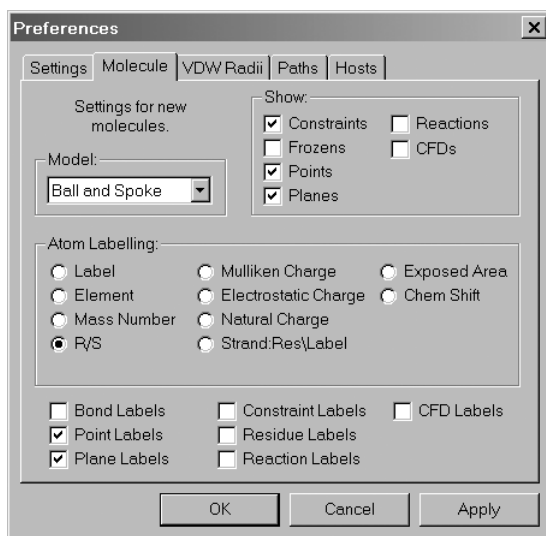 Preferences
Settings Molecule VDW Radii Paths Hosts
Settings for new
molecules.
Model:
Ball and Spoke
Show:
Constraints Reactions
Frozens CFDs
Points
Planes
Atom Labelling:
Label Mulliken Charge Exposed Area
Element Electrostatic Charge Chem Shift
Mass Number Natural Charge
R/S Strand:Res\Label
Bond Labels Constraint Labels CFD Labels
Point Labels Residue Labels
Plane Labels Reaction Labels
OK Cancel Apply